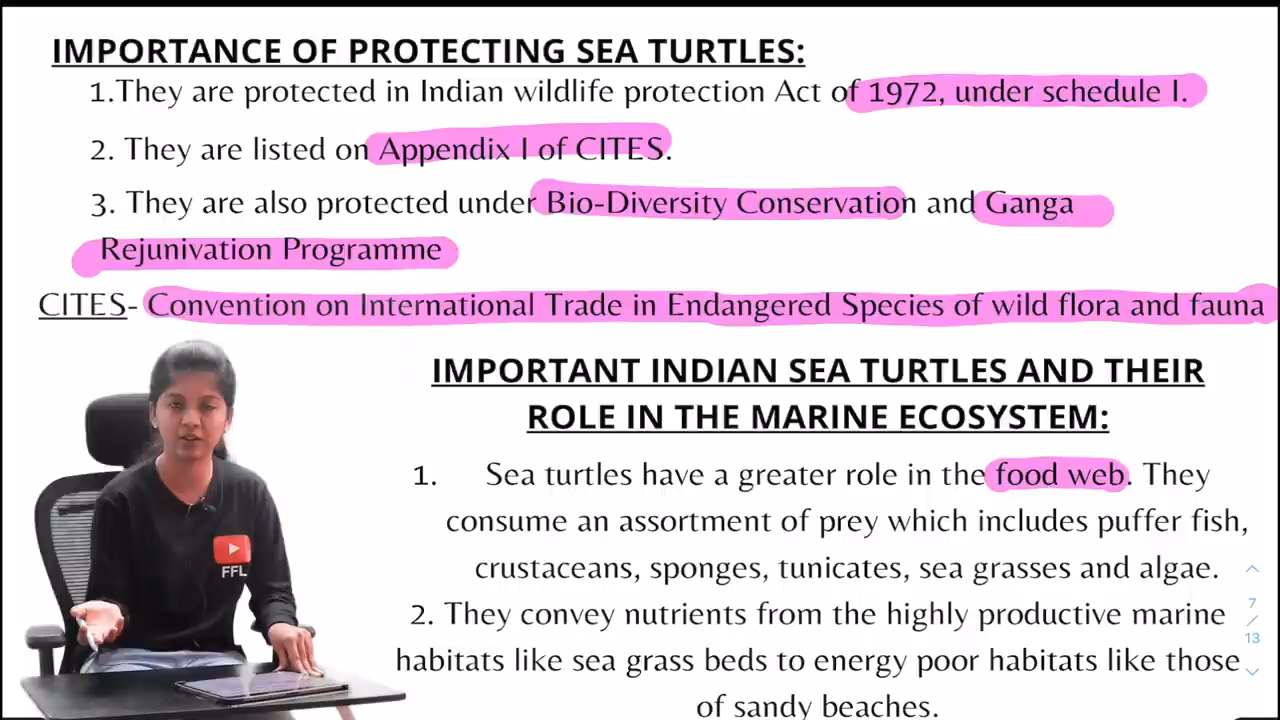 IMPORTANCE OF PROTECTING SEA TURTLES:
1.They are protected in Indian wildlife protection Act of 1972, under schedule I.
2. They are listed on Appendix I of CITES.
3. They are also protected under Bio-Diversity Conservation and Ganga
Rejunivation Programme
CITES- Convention on International Trade in Endangered Species of wild flora and fauna
IMPORTANT INDIAN SEA TURTLES AND THEIR
ROLE IN THE MARINE ECOSYSTEM:
1. Sea turtles have a greater role in the food web. They
consume an assortment of prey which includes puffer fish,
crustaceans, sponges, tunicates, sea grasses and algae.
2. They convey nutrients from the highly productive marine
habitats like sea grass beds to energy poor habitats like those
of sandy beaches.
FFL
7
/
13